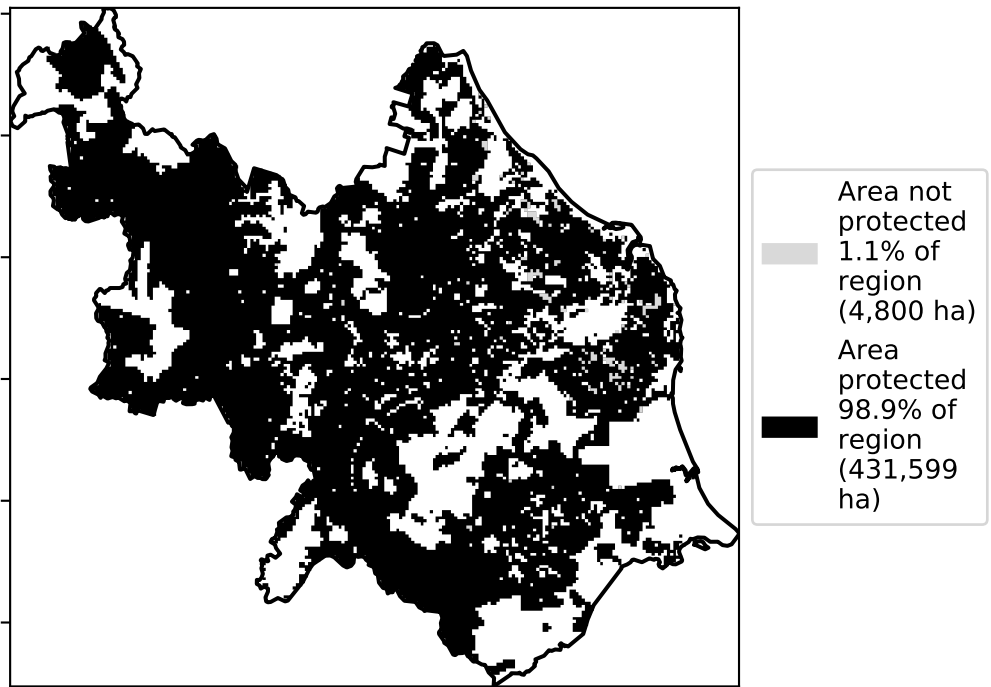 Area not
protected
1.1% of
region
(4,800 ha)
Area
protected
98.9% of
region
(431,599
ha)